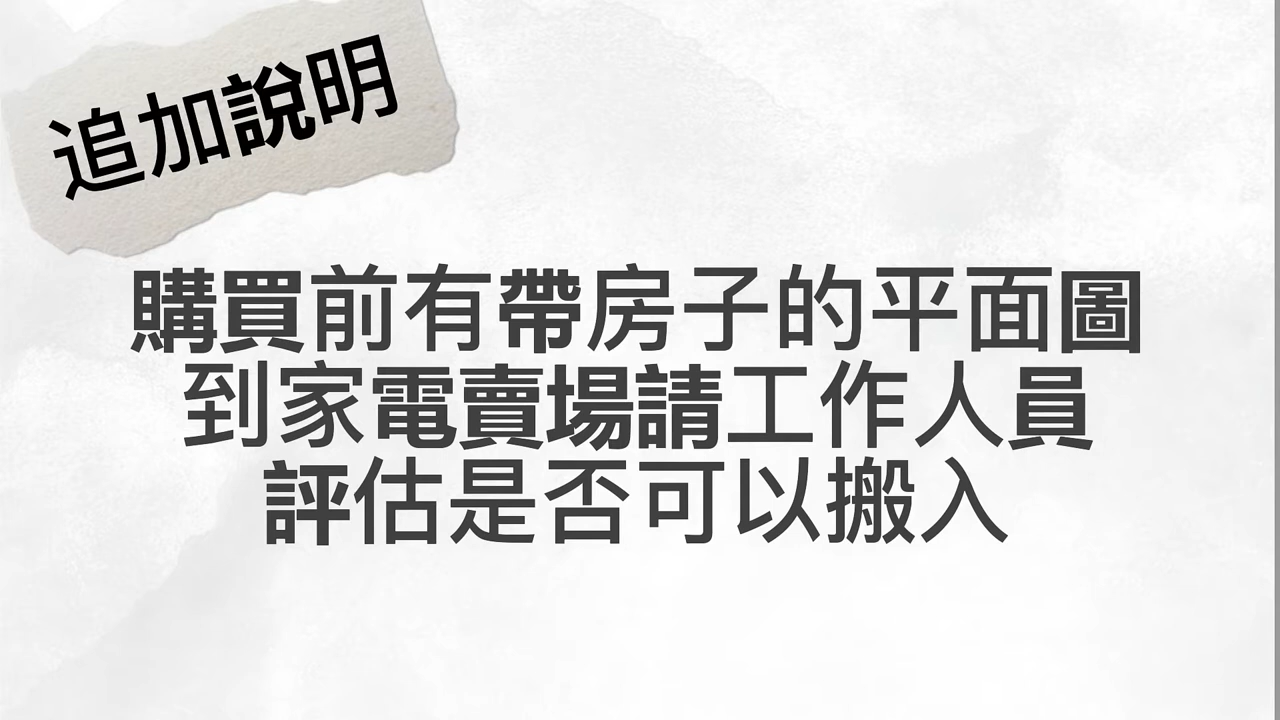 追加說明
購買前有帶房子的平面圖
到家電賣場請工作人員
評估是否可以搬入